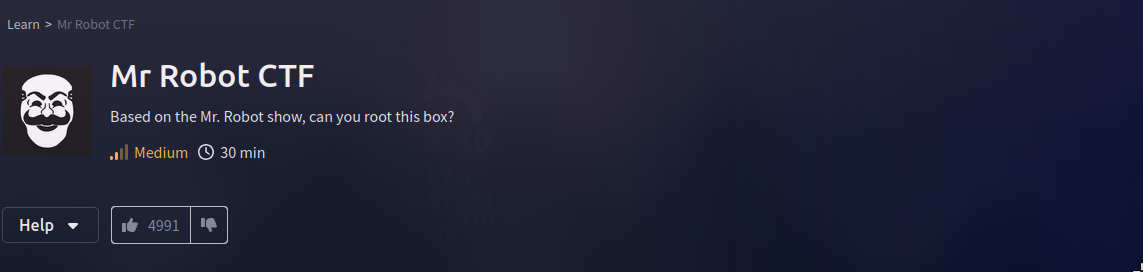 Learn > Mr Robot CTF
Mr Robot CTF
Based on the Mr. Robot show, can you root this box?
Medium 30 min
Help 4991